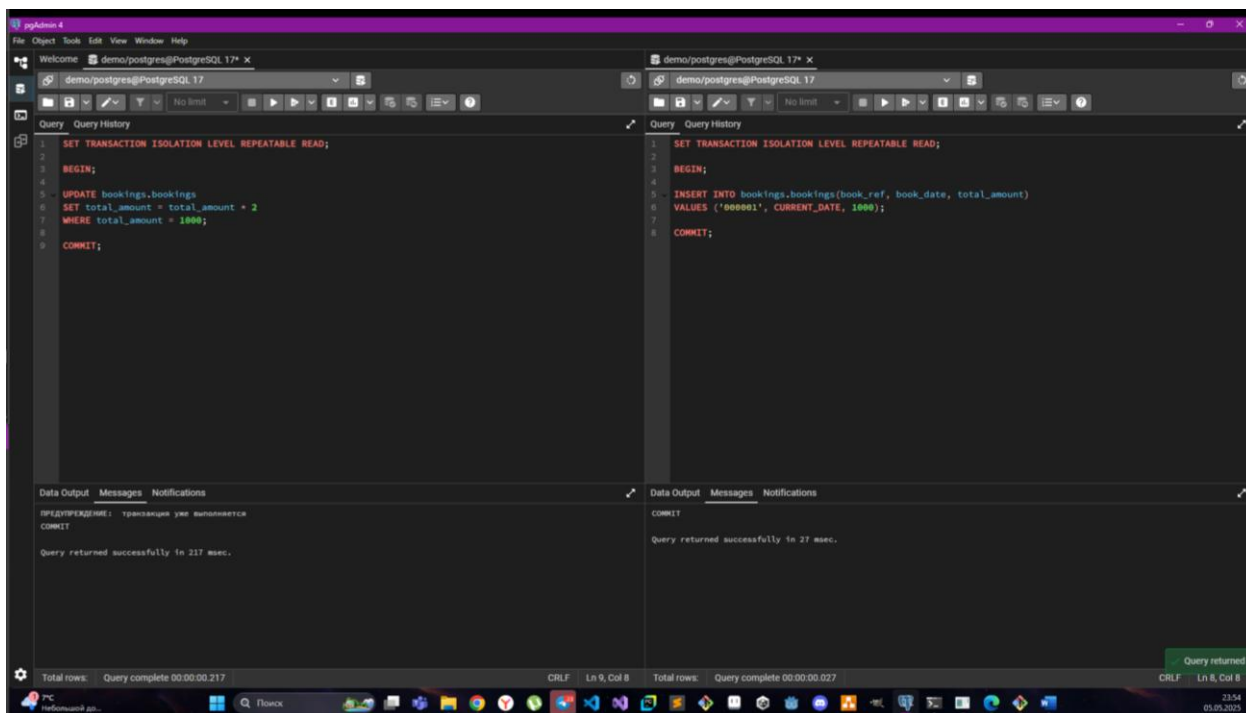 pgAdmin 4
File Object Tools Edit View Window Help
Welcome demo/postgres@PostgreSQL 17*
demo/postgres@PostgreSQL 17
No limit
Query Query History
1 SET TRANSACTION ISOLATION LEVEL REPEATABLE READ;
2
3 BEGIN;
4
5 UPDATE bookings.bookings
6 SET total_amount = total_amount * 2
7 WHERE total_amount = 1000;
8
9 COMMIT;
Data Output Messages Notifications
ПРЕДУПРЕЖДЕНИЕ: транзакция уже выполняется
COMMIT
Query returned successfully in 217 msec.
Total rows: Query complete 00:00:00.217
CRLF Ln 9, Col 8
demo/postgres@PostgreSQL 17*
demo/postgres@PostgreSQL 17
No limit
Query Query History
1 SET TRANSACTION ISOLATION LEVEL REPEATABLE READ;
2
3 BEGIN;
4
5 INSERT INTO bookings.bookings(book_ref, book_date, total_amount)
6 VALUES ('000001', CURRENT_DATE, 1000);
7
8 COMMIT;
Data Output Messages Notifications
COMMIT
Query returned successfully in 27 msec.
Query returned
Total rows: Query complete 00:00:00.027
CRLF Ln 8, Col 8
7°C
Небольшой до...
Поиск
23:54
05.05.2025